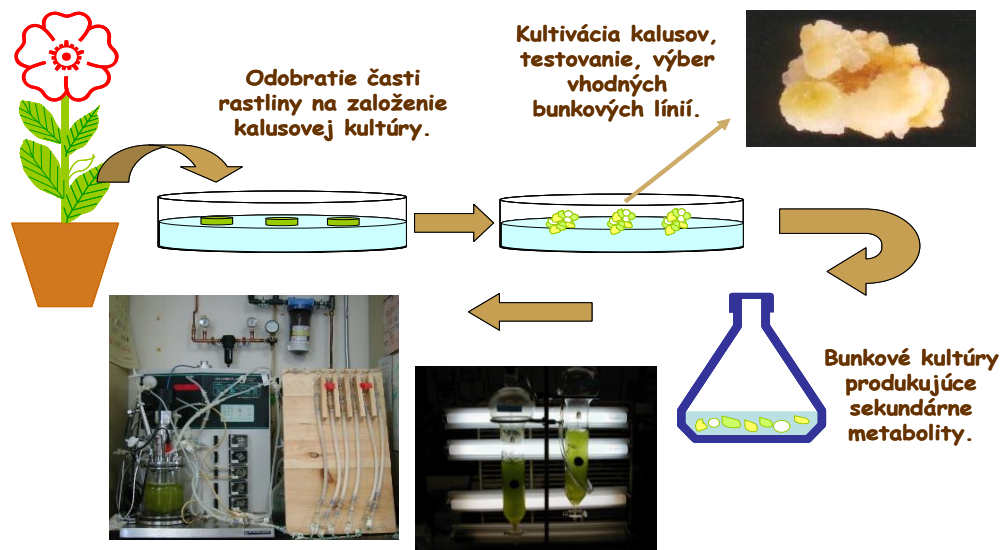 Odobratie časti
rastliny na založenie
kalusovej kultúry.
Kultivácia kalusov,
testovanie, výber
vhodných
bunkových línií.
Bunkové kultúry
produkujúce
sekundárne
metabolity.